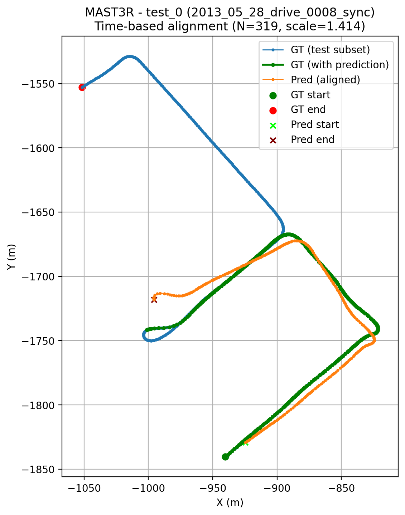 MAST3R - test_0 (2013_05_28_drive_0008_sync)
Time-based alignment (N=319, scale=1.414)
GT (test subset)
GT (with prediction)
Pred (aligned)
GT start
GT end
Pred start
Pred end
Y (m)
−1550
−1600
−1650
−1700
−1750
−1800
−1850
−1050
−1000
−950
−900
−850
X (m)